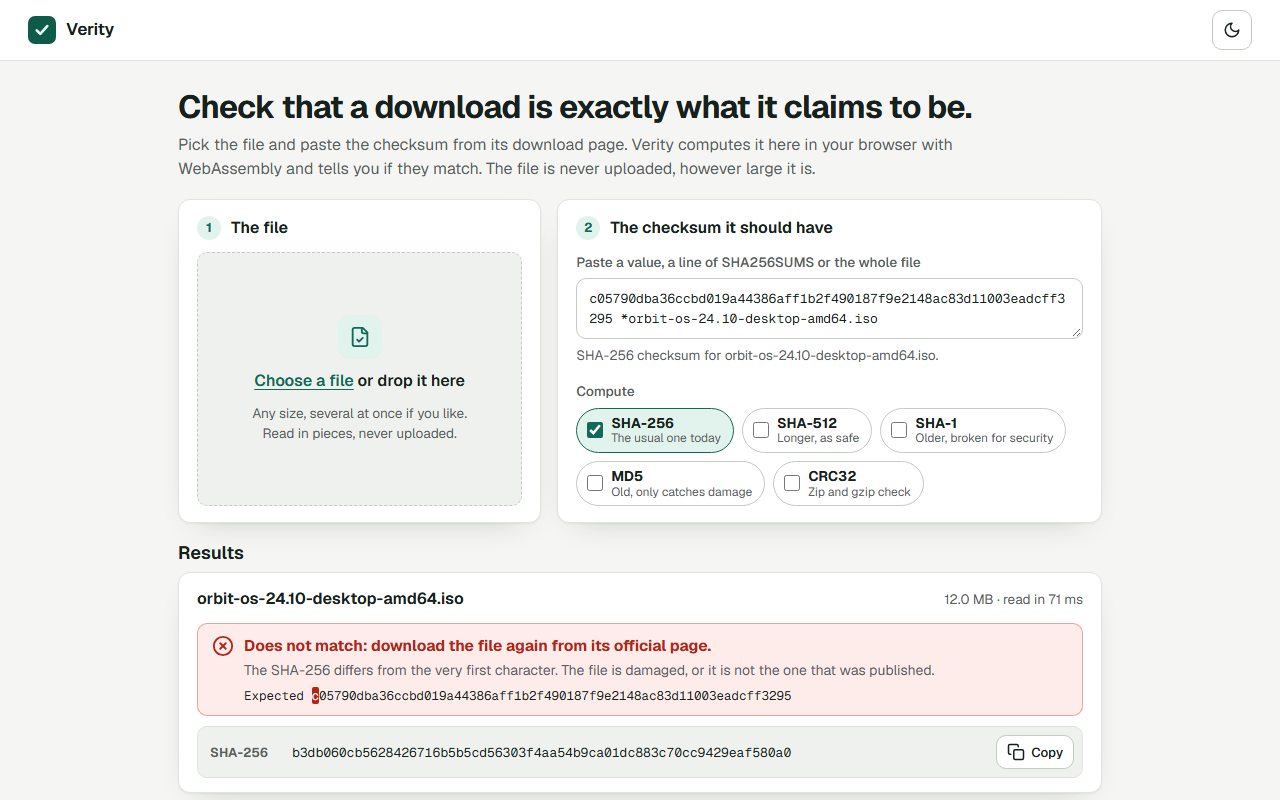 Verity
Check that a download is exactly what it claims to be.
Pick the file and paste the checksum from its download page. Verity computes it here in your browser with
WebAssembly and tells you if they match. The file is never uploaded, however large it is.
1 The file
Choose a file or drop it here
Any size, several at once if you like.
Read in pieces, never uploaded.
2 The checksum it should have
Paste a value, a line of SHA256SUMS or the whole file
c05790dba36ccbd019a44386aff1b2f490187f9e2148ac83d11003eadcff3
295 *orbit-os-24.10-desktop-amd64.iso
SHA-256 checksum for orbit-os-24.10-desktop-amd64.iso.
Compute
SHA-256
The usual one today
SHA-512
Longer, as safe
SHA-1
Older, broken for security
MD5
Old, only catches damage
CRC32
Zip and gzip check
Results
orbit-os-24.10-desktop-amd64.iso
12.0 MB · read in 71 ms
Does not match: download the file again from its official page.
The SHA-256 differs from the very first character. The file is damaged, or it is not the one that was published.
Expected c05790dba36ccbd019a44386aff1b2f490187f9e2148ac83d11003eadcff3295
SHA-256 b3db060cb5628426716b5b5cd56303f4aa54b9ca01dc883c70cc9429eaf580a0
Copy